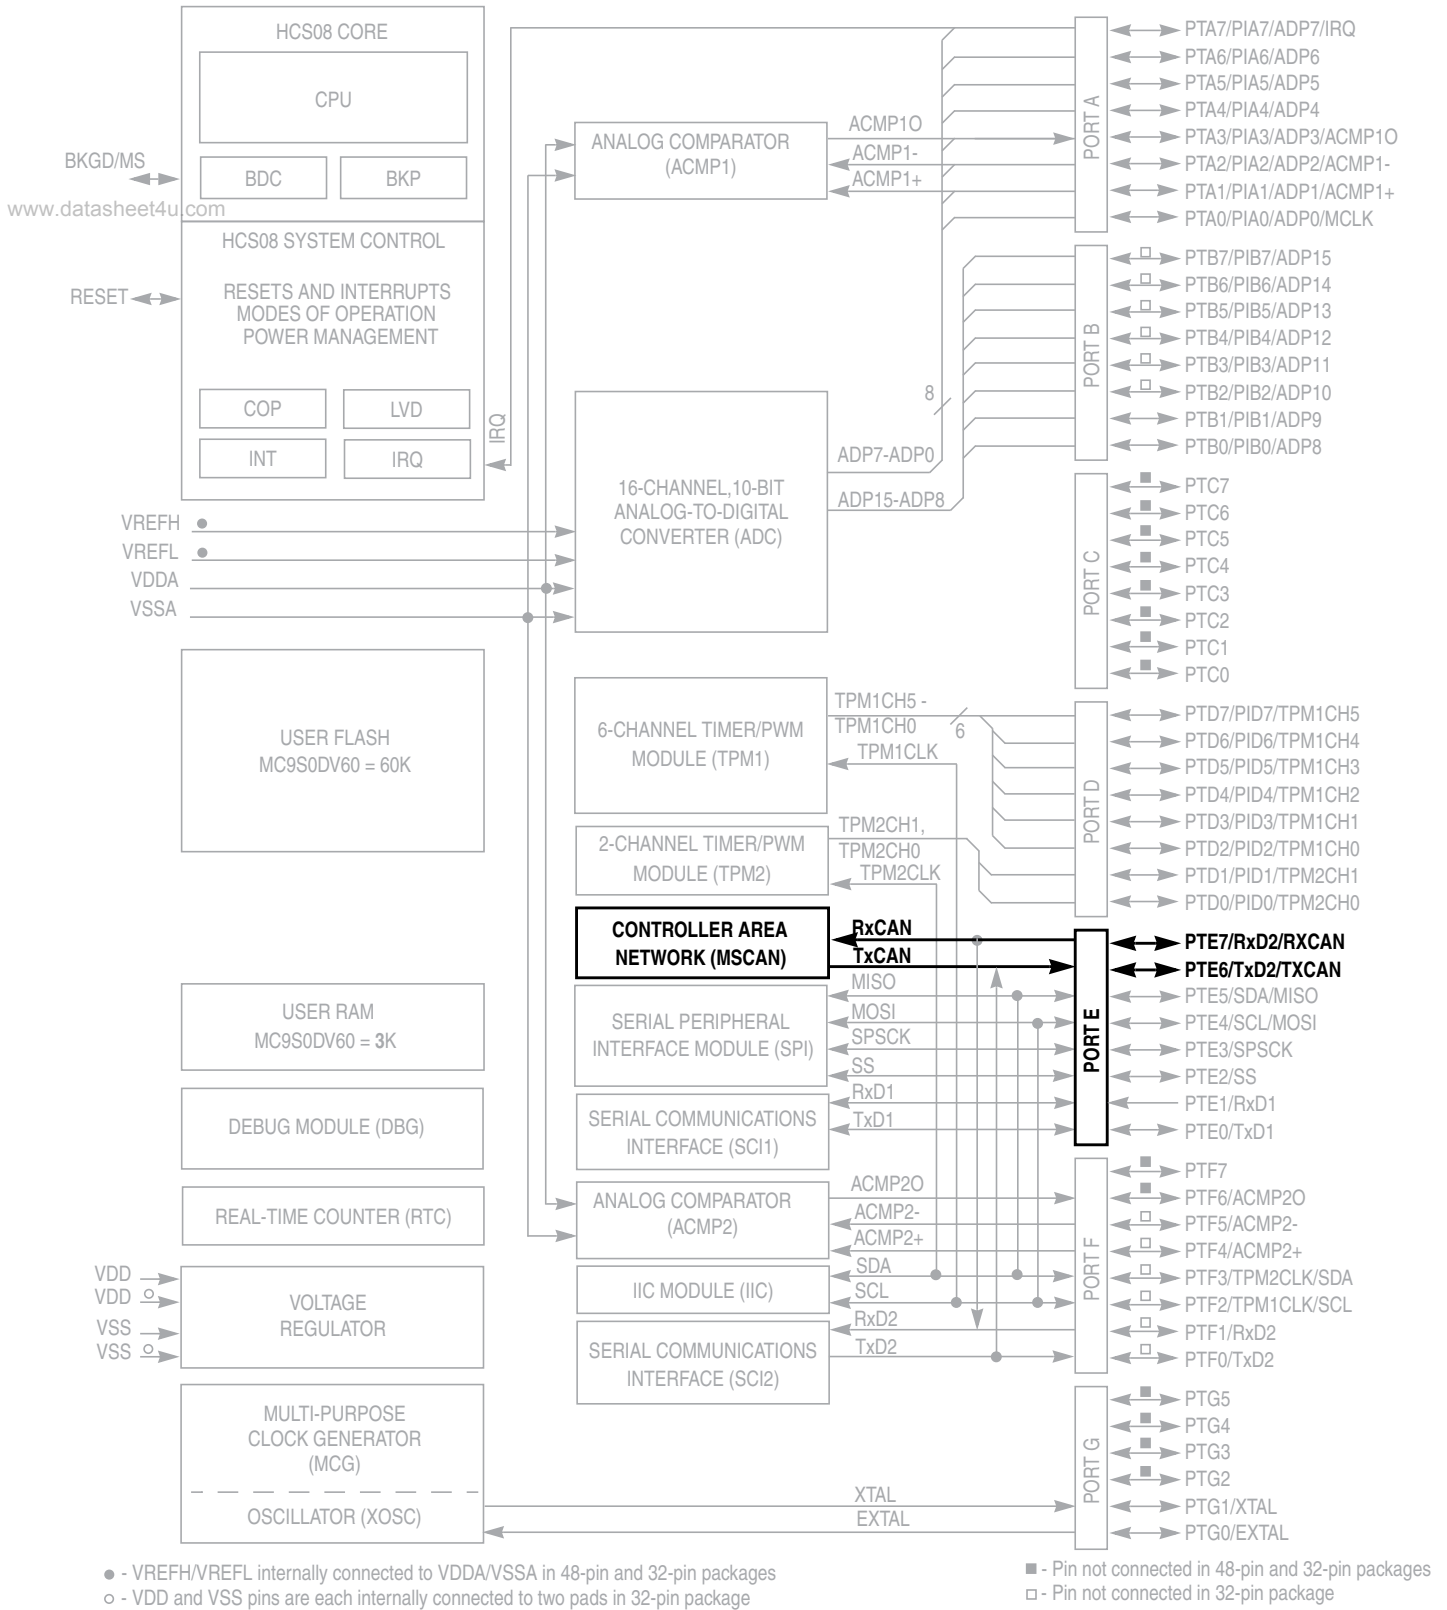 HCS08 CORE
CPU
BDC
BKP
BKGD/MS
www.datasheet4u.com
HCS08 SYSTEM CONTROL
RESETS AND INTERRUPTS
MODES OF OPERATION
POWER MANAGEMENT
RESET
COP
LVD
INT
IRQ
IRQ
VREFH
VREFL
VDDA
VSSA
USER FLASH
MC9S0DV60 = 60K
USER RAM
MC9S0DV60 = 3K
DEBUG MODULE (DBG)
REAL-TIME COUNTER (RTC)
VDD
VDD
VSS
VSS
VOLTAGE
REGULATOR
MULTI-PURPOSE
CLOCK GENERATOR
(MCG)
OSCILLATOR (XOSC)
ANALOG COMPARATOR
(ACMP1)
ACMP1O
ACMP1-
ACMP1+
16-CHANNEL,10-BIT
ANALOG-TO-DIGITAL
CONVERTER (ADC)
8
ADP7-ADP0
ADP15-ADP8
6-CHANNEL TIMER/PWM
MODULE (TPM1)
TPM1CH5 -
TPM1CH0
6
TPM1CLK
2-CHANNEL TIMER/PWM
MODULE (TPM2)
TPM2CH1,
TPM2CH0
TPM2CLK
CONTROLLER AREA
NETWORK (MSCAN)
RxCAN
TxCAN
SERIAL PERIPHERAL
INTERFACE MODULE (SPI)
MISO
MOSI
SPSCK
SS
SERIAL COMMUNICATIONS
INTERFACE (SCI1)
RxD1
TxD1
ANALOG COMPARATOR
(ACMP2)
ACMP2O
ACMP2-
ACMP2+
IIC MODULE (IIC)
SDA
SCL
SERIAL COMMUNICATIONS
INTERFACE (SCI2)
RxD2
TxD2
XTAL
EXTAL
PORT A
PTA7/PIA7/ADP7/IRQ
PTA6/PIA6/ADP6
PTA5/PIA5/ADP5
PTA4/PIA4/ADP4
PTA3/PIA3/ADP3/ACMP1O
PTA2/PIA2/ADP2/ACMP1-
PTA1/PIA1/ADP1/ACMP1+
PTA0/PIA0/ADP0/MCLK
PORT B
PTB7/PIB7/ADP15
PTB6/PIB6/ADP14
PTB5/PIB5/ADP13
PTB4/PIB4/ADP12
PTB3/PIB3/ADP11
PTB2/PIB2/ADP10
PTB1/PIB1/ADP9
PTB0/PIB0/ADP8
PORT C
PTC7
PTC6
PTC5
PTC4
PTC3
PTC2
PTC1
PTC0
PORT D
PTD7/PID7/TPM1CH5
PTD6/PID6/TPM1CH4
PTD5/PID5/TPM1CH3
PTD4/PID4/TPM1CH2
PTD3/PID3/TPM1CH1
PTD2/PID2/TPM1CH0
PTD1/PID1/TPM2CH1
PTD0/PID0/TPM2CH0
PORT E
PTE7/RxD2/RXCAN
PTE6/TxD2/TXCAN
PTE5/SDA/MISO
PTE4/SCL/MOSI
PTE3/SPSCK
PTE2/SS
PTE1/RxD1
PTE0/TxD1
PORT F
PTF7
PTF6/ACMP2O
PTF5/ACMP2-
PTF4/ACMP2+
PTF3/TPM2CLK/SDA
PTF2/TPM1CLK/SCL
PTF1/RxD2
PTF0/TxD2
PORT G
PTG5
PTG4
PTG3
PTG2
PTG1/XTAL
PTG0/EXTAL
● - VREFH/VREFL internally connected to VDDA/VSSA in 48-pin and 32-pin packages
○ - VDD and VSS pins are each internally connected to two pads in 32-pin package
■ - Pin not connected in 48-pin and 32-pin packages
□ - Pin not connected in 32-pin package